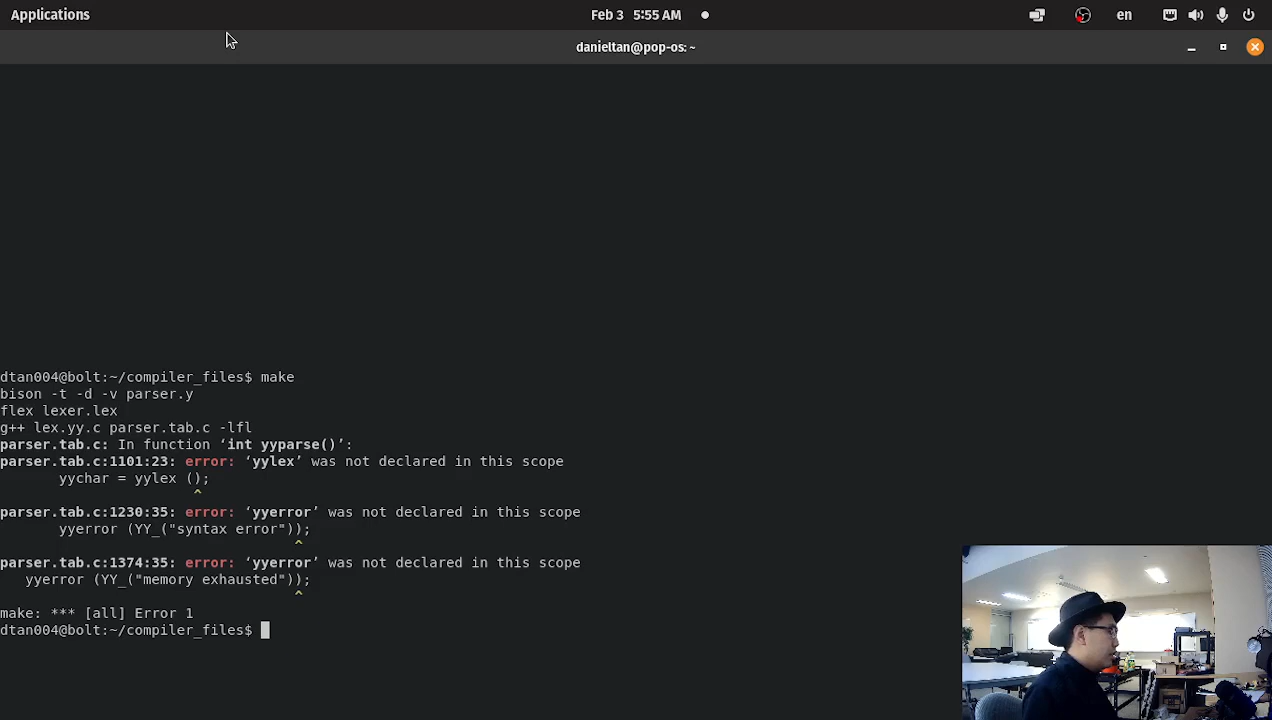 Applications
Feb 3 5:55 AM
en
danieltan@pop-os: ~
dtan004@bolt:~/compiler_files$ make
bison -t -d -v parser.y
flex lexer.lex
g++ lex.yy.c parser.tab.c -lfl
parser.tab.c: In function ‘int yyparse()’:
parser.tab.c:1101:23: error: ‘yylex’ was not declared in this scope
yychar = yylex ();
^
parser.tab.c:1230:35: error: ‘yyerror’ was not declared in this scope
yyerror (YY_("syntax error"));
^
parser.tab.c:1374:35: error: ‘yyerror’ was not declared in this scope
yyerror (YY_("memory exhausted"));
^
make: *** [all] Error 1
dtan004@bolt:~/compiler_files$